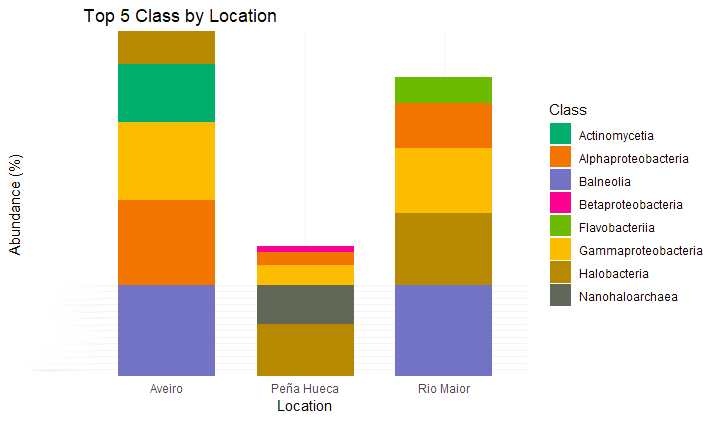 Top 5 Class by Location
Abundance (%)
Aveiro
Peña Hueca
Rio Maior
Location
Class
Actinomycetia
Alphaproteobacteria
Balneolia
Betaproteobacteria
Flavobacteriia
Gammaproteobacteria
Halobacteria
Nanohaloarchaea